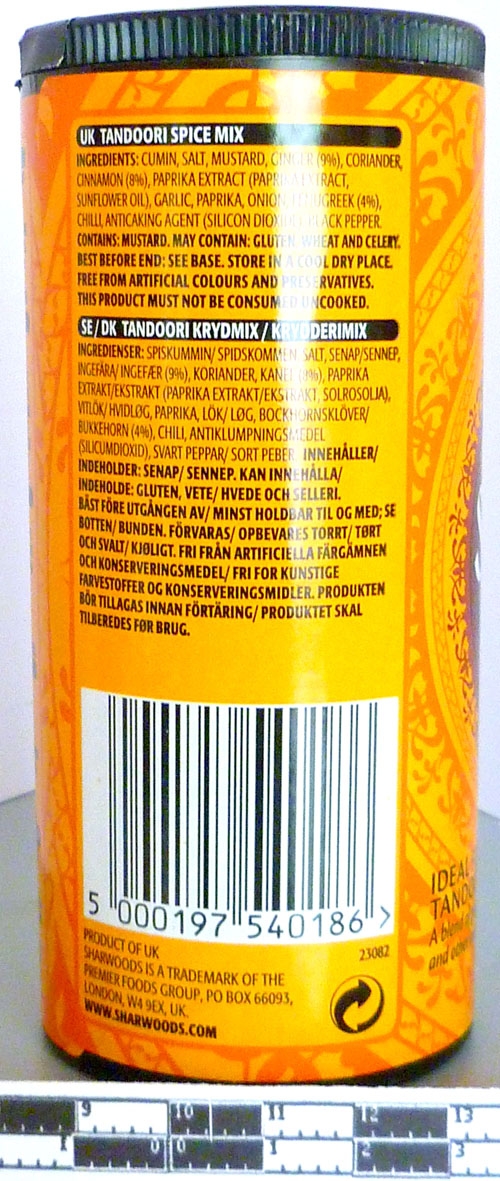 UK TANDOORI SPICE MIX
INGREDIENTS: CUMIN, SALT, MUSTARD, GINGER (9%), CORIANDER,
CINNAMON (8%), PAPRIKA EXTRACT (PAPRIKA EXTRACT,
SUNFLOWER OIL), GARLIC, PAPRIKA, ONION, FENUGREEK (4%),
CHILLI, ANTICAKING AGENT (SILICON DIOXIDE), BLACK PEPPER.
CONTAINS: MUSTARD. MAY CONTAIN: GLUTEN, WHEAT AND CELERY.
BEST BEFORE END: SEE BASE. STORE IN A COOL DRY PLACE.
FREE FROM ARTIFICIAL COLOURS AND PRESERVATIVES.
THIS PRODUCT MUST NOT BE CONSUMED UNCOOKED.
SE/DK TANDOORI KRYDMIX/ KRYDDERIMIX
INGREDIENSER: SPISKUMMIN/ SPIDSKOMMEN, SALT, SENAP/SENNEP,
INGEFÄRA/ INGEFÆR (9%), KORIANDER, KANEL (8%), PAPRIKA
EXTRAKT/EKSTRAKT (PAPRIKA EXTRAKT/EKSTRAKT, SOLROSOLJA),
VITLÖK/ HVIDLØG, PAPRIKA, LÖK/ LØG, BOCKHORNSKLÖVER/
BUKKEHORN (4%), CHILI, ANTIKLUMPNINGSMEDEL
(SILICUMDIOXID), SVART PEPPAR/ SORT PEBER. INNEHÅLLER/
INDEHOLDER: SENAP/ SENNEP. KAN INNEHÅLLA/
INDEHOLDE: GLUTEN, VETE/ HVEDE OCH SELLERI.
BÄST FÖRE UTGÅNGEN AV/ MINST HOLDBAR TIL OG MED; SE
BOTTEN/ BUNDEN. FÖRVARAS/ OPBEVARES TORRT/ TØRT
OCH SVALT/ KJØLIGT. FRI FRÅN ARTIFICIELLA FÄRGÄMNEN
OCH KONSERVERINGSMEDEL/ FRI FOR KUNSTIGE
FARVESTOFFER OG KONSERVERINGSMIDLER. PRODUKTEN
BÖR TILLAGAS INNAN FÖRTÄRING/ PRODUKTET SKAL
TILBEREDES FØR BRUG.
5 000197 540186 >
PRODUCT OF UK
23082
SHARWOODS IS A TRADEMARK OF THE
PREMIER FOODS GROUP, PO BOX 66093,
LONDON, W4 9EX, UK.
WWW.SHARWOODS.COM
IDEAL
TANDO
A blend
and
9 10 11 12 13
1 0 0 1 2 3